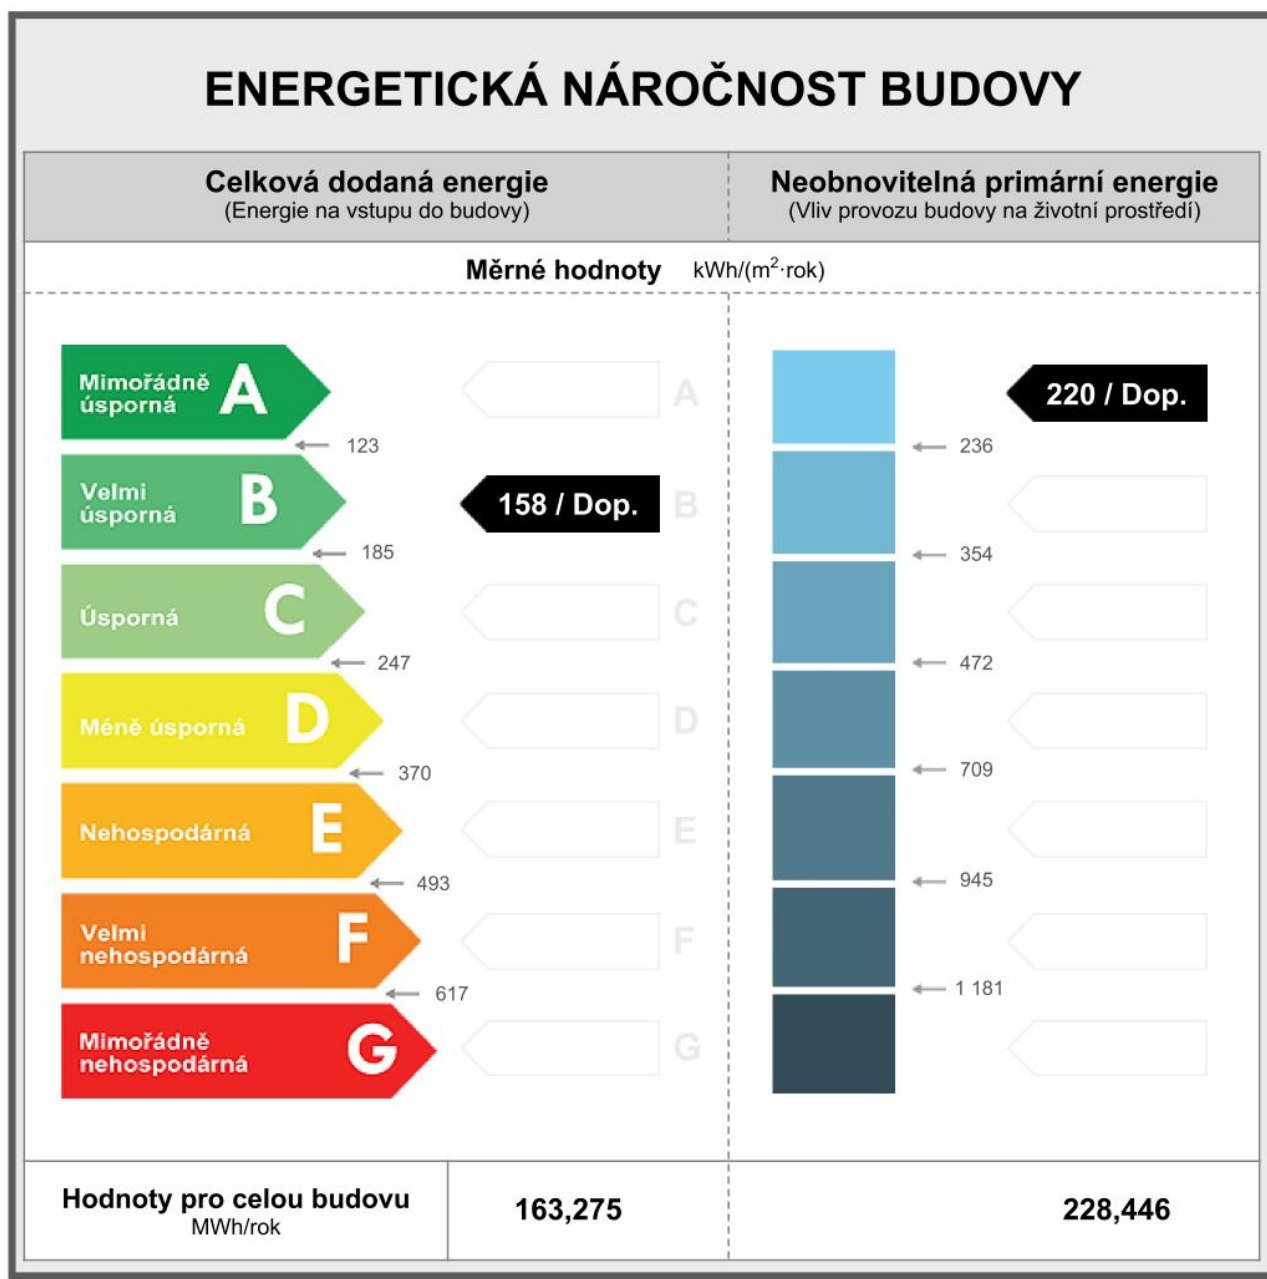 ENERGETICKÁ NÁROČNOST BUDOVY
Celková dodaná energie
(Energie na vstupu do budovy)
Neobnovitelná primární energie
(Vliv provozu budovy na životní prostředí)
Měrné hodnoty kWh/(m²·rok)
Mimořádně
úsporná
A
A
220 / Dop.
123
236
Velmi
úsporná
B
158 / Dop.
B
185
354
Úsporná
C
C
247
472
Méně úsporná
D
D
370
709
Nehospodárná
E
E
493
945
Velmi
nehospodárná
F
F
617
1 181
Mimořádně
nehospodárná
G
G
Hodnoty pro celou budovu
MWh/rok
163,275
228,446